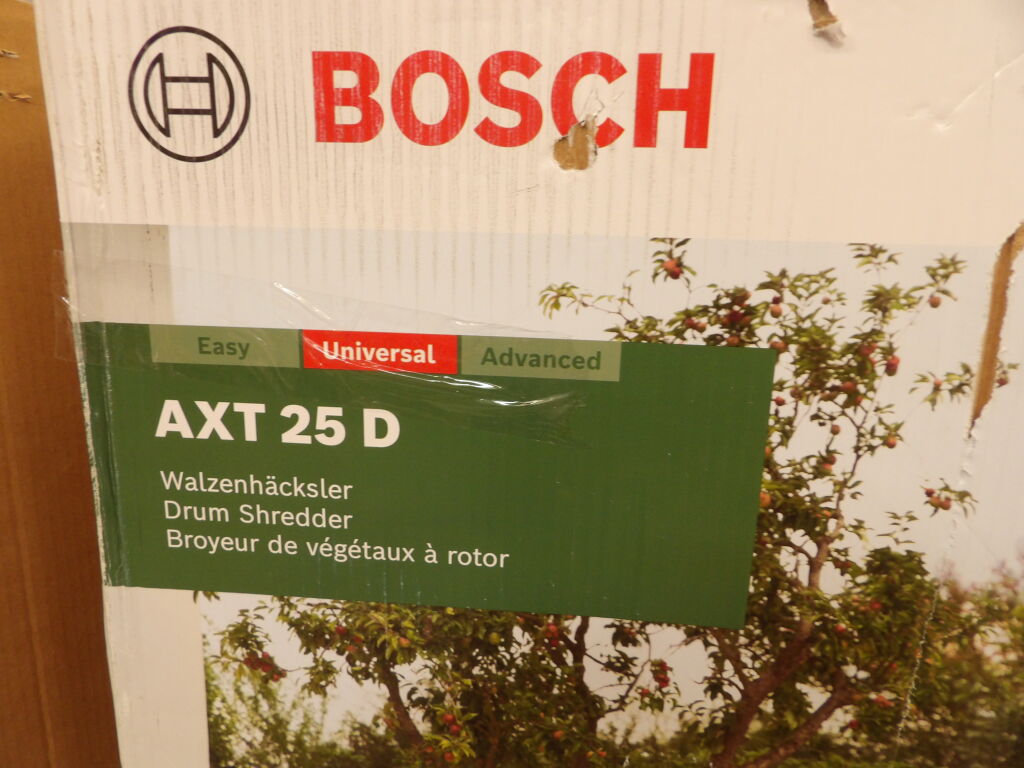 BOSCH
Easy Universal Advanced
AXT 25 D
Walzenhäcksler
Drum Shredder
Broyeur de végétaux à rotor